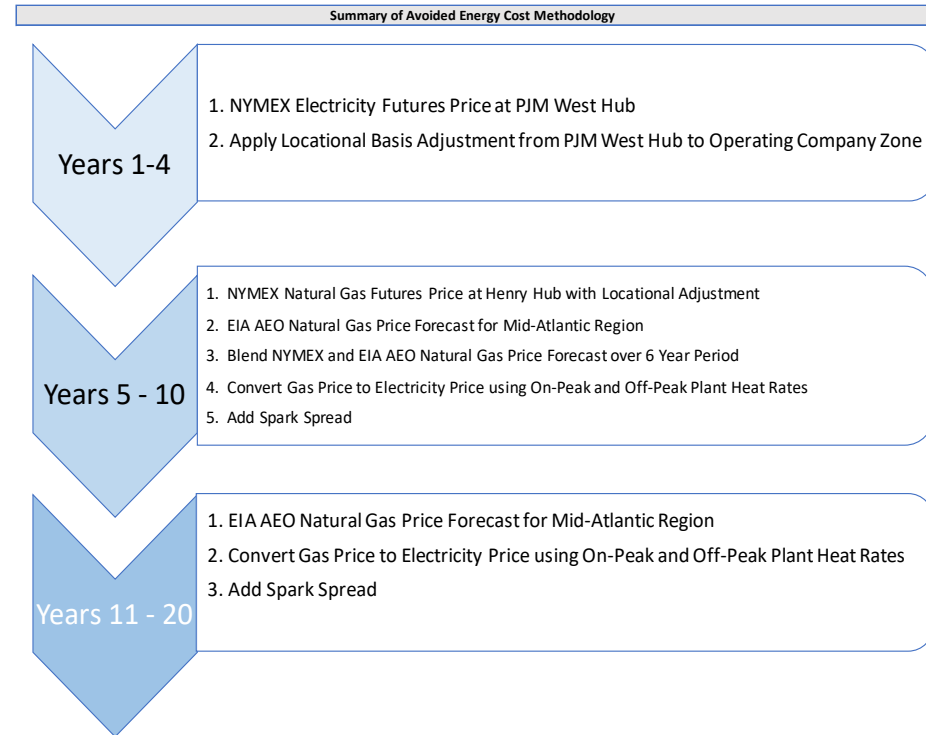 Summary of Avoided Energy Cost Methodology
Years 1-4
1. NYMEX Electricity Futures Price at PJM West Hub
2. Apply Locational Basis Adjustment from PJM West Hub to Operating Company Zone
Years 5 - 10
1. NYMEX Natural Gas Futures Price at Henry Hub with Locational Adjustment
2. EIA AEO Natural Gas Price Forecast for Mid-Atlantic Region
3. Blend NYMEX and EIA AEO Natural Gas Price Forecast over 6 Year Period
4. Convert Gas Price to Electricity Price using On-Peak and Off-Peak Plant Heat Rates
5. Add Spark Spread
Years 11 - 20
1. EIA AEO Natural Gas Price Forecast for Mid-Atlantic Region
2. Convert Gas Price to Electricity Price using On-Peak and Off-Peak Plant Heat Rates
3. Add Spark Spread